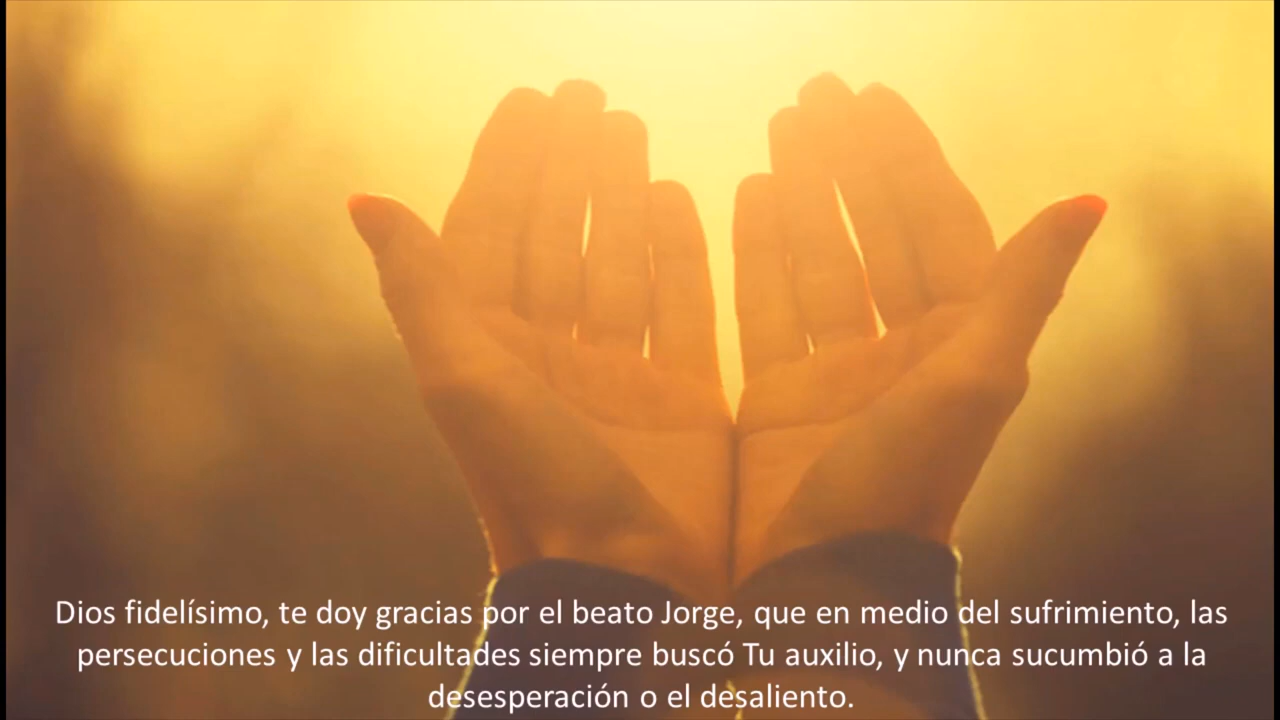 Dios fidelísimo, te doy gracias por el beato Jorge, que en medio del sufrimiento, las
persecuciones y las dificultades siempre buscó Tu auxilio, y nunca sucumbió a la
desesperación o el desaliento.